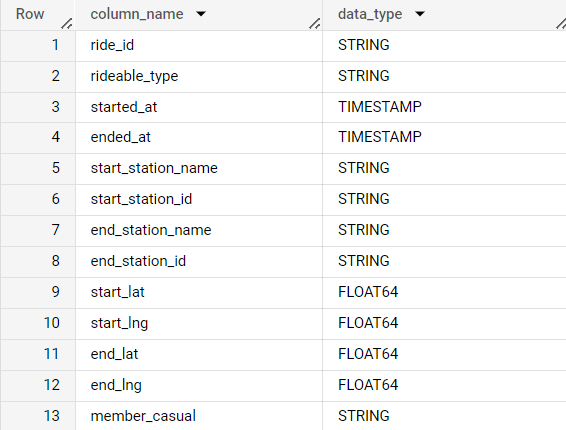 Row column_name data_type
1 ride_id STRING
2 rideable_type STRING
3 started_at TIMESTAMP
4 ended_at TIMESTAMP
5 start_station_name STRING
6 start_station_id STRING
7 end_station_name STRING
8 end_station_id STRING
9 start_lat FLOAT64
10 start_lng FLOAT64
11 end_lat FLOAT64
12 end_lng FLOAT64
13 member_casual STRING